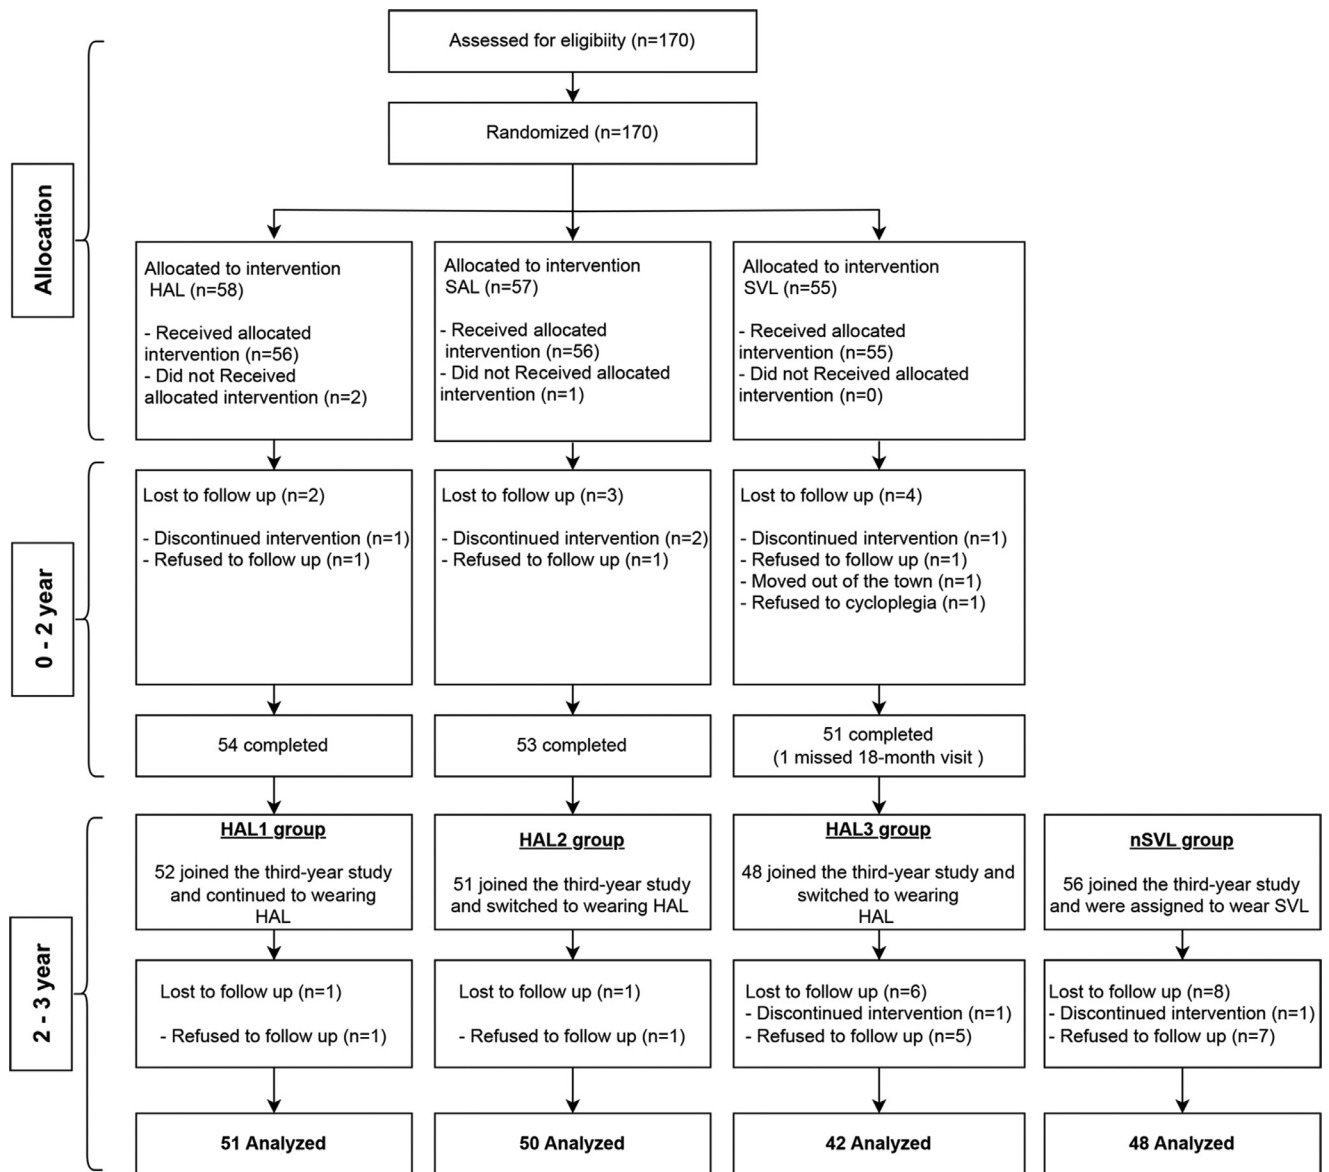 Assessed for eligibiity (n=170)
Randomized (n=170)
Allocation
Allocated to intervention
HAL (n=58)
- Received allocated
intervention (n=56)
- Did not Received
allocated intervention (n=2)
Allocated to intervention
SAL (n=57)
- Received allocated
intervention (n=56)
- Did not Received allocated
intervention (n=1)
Allocated to intervention
SVL (n=55)
- Received allocated
intervention (n=55)
- Did not Received allocated
intervention (n=0)
0 - 2 year
Lost to follow up (n=2)
- Discontinued intervention (n=1)
- Refused to follow up (n=1)
Lost to follow up (n=3)
- Discontinued intervention (n=2)
- Refused to follow up (n=1)
Lost to follow up (n=4)
- Discontinued intervention (n=1)
- Refused to follow up (n=1)
- Moved out of the town (n=1)
- Refused to cycloplegia (n=1)
54 completed
53 completed
51 completed
(1 missed 18-month visit )
2 - 3 year
HAL1 group
52 joined the third-year study
and continued to wearing
HAL
HAL2 group
51 joined the third-year study
and switched to wearing HAL
HAL3 group
48 joined the third-year study and
switched to wearing
HAL
nSVL group
56 joined the third-year study
and were assigned to wear SVL
Lost to follow up (n=1)
- Refused to follow up (n=1)
Lost to follow up (n=1)
- Refused to follow up (n=1)
Lost to follow up (n=6)
- Discontinued intervention (n=1)
- Refused to follow up (n=5)
Lost to follow up (n=8)
- Discontinued intervention (n=1)
- Refused to follow up (n=7)
51 Analyzed
50 Analyzed
42 Analyzed
48 Analyzed